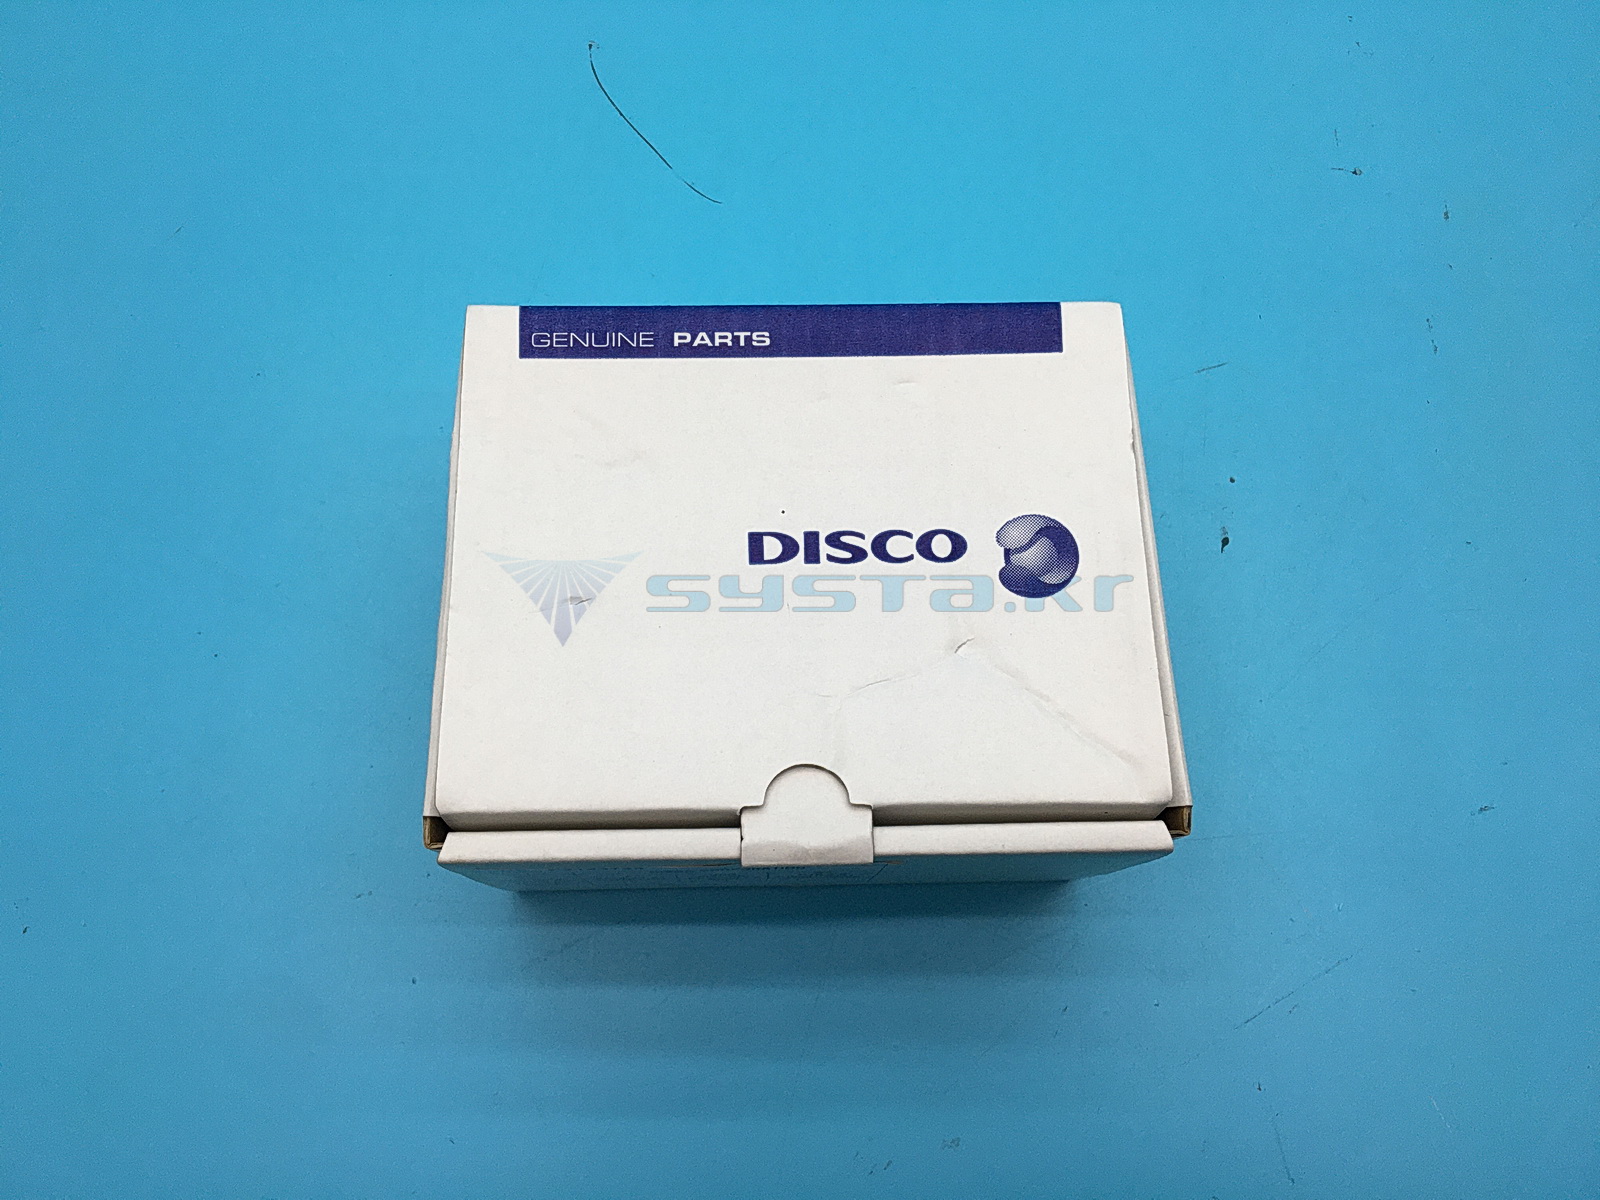 GENUINE PARTS
DISCO
systa.kr